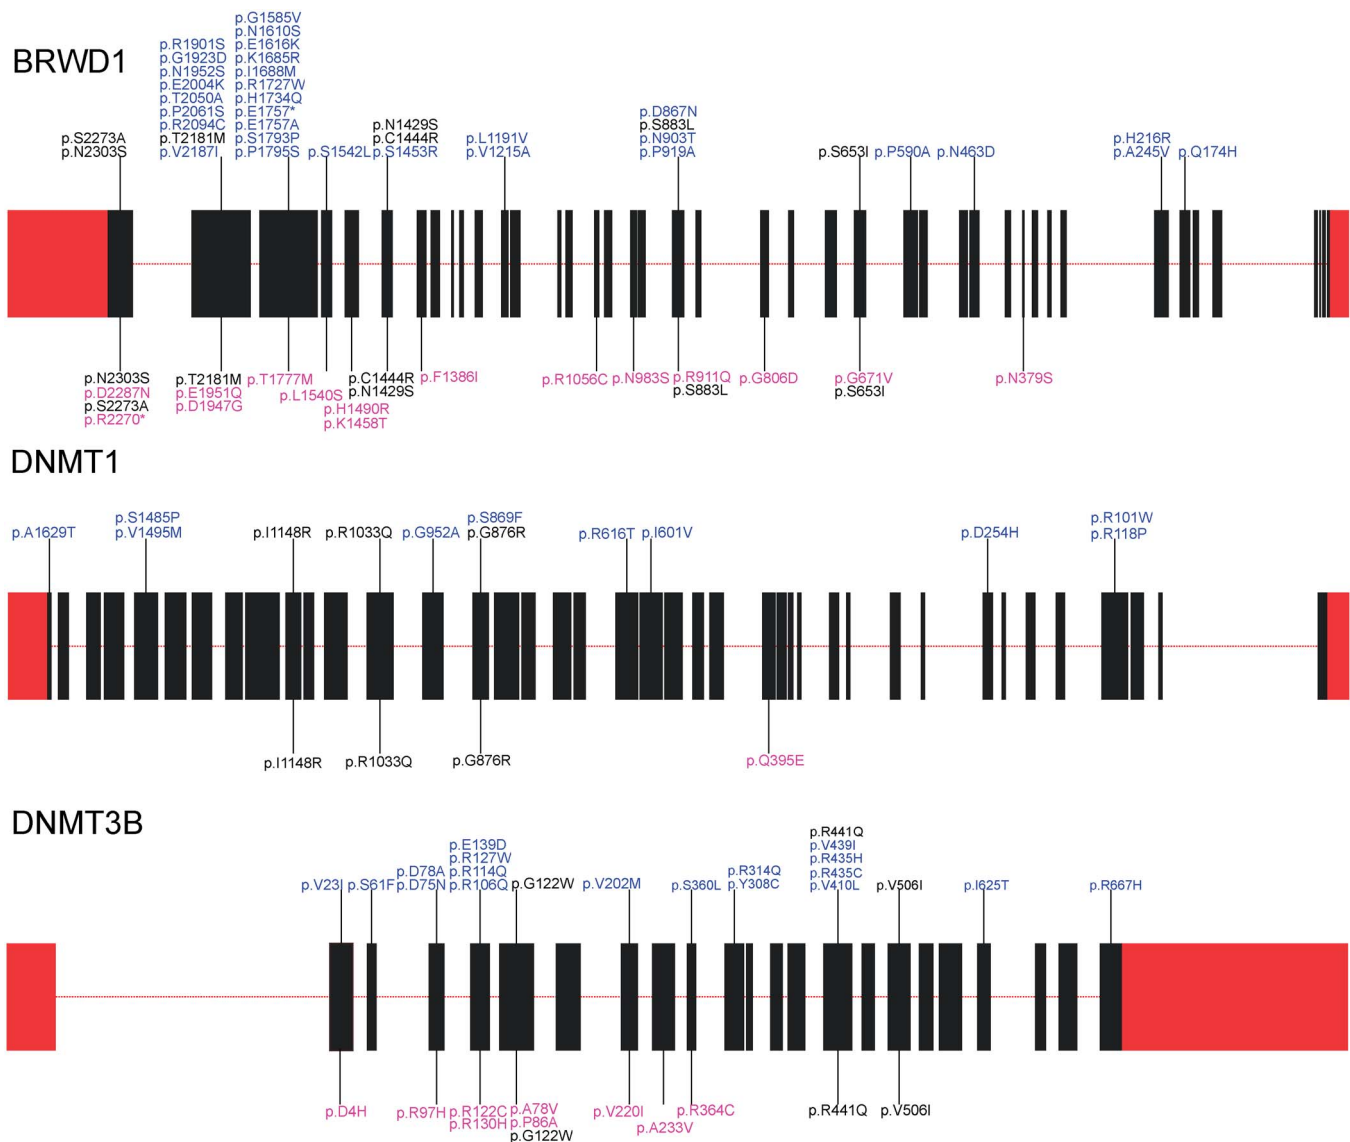 BRWD1
p.S2273A
p.N2303S
p.R1901S
p.G1923D
p.N1952S
p.E2004K
p.T2050A
p.P2061S
p.R2094C
p.T2181M
p.V2187I
p.G1585V
p.N1610S
p.E1616K
p.K1685R
p.I1688M
p.R1727W
p.H1734Q
p.E1757*
p.E1757A
p.S1793P
p.P1795S
p.S1542L
p.N1429S
p.C1444R
p.S1453R
p.L1191V
p.V1215A
p.D867N
p.S883L
p.N903T
p.P919A
p.S653I
p.P590A
p.N463D
p.H216R
p.A245V
p.Q174H
p.N2303S
p.D2287N
p.S2273A
p.R2270*
p.T2181M
p.E1951Q
p.D1947G
p.T1777M
p.L1540S
p.H1490R
p.K1458T
p.C1444R
p.N1429S
p.F1386I
p.R1056C
p.N983S
p.R911Q
p.S883L
p.G806D
p.G671V
p.S653I
p.N379S
DNMT1
p.A1629T
p.S1485P
p.V1495M
p.I1148R
p.R1033Q
p.G952A
p.S869F
p.G876R
p.R616T
p.I601V
p.D254H
p.R101W
p.R118P
p.I1148R
p.R1033Q
p.G876R
p.Q395E
DNMT3B
p.V23I
p.S61F
p.D78A
p.D75N
p.E139D
p.R127W
p.R114Q
p.R106Q
p.G122W
p.V202M
p.S360L
p.R314Q
p.Y308C
p.R441Q
p.V439I
p.R435H
p.R435C
p.V410L
p.V506I
p.I625T
p.R667H
p.D4H
p.R97H
p.R122C
p.R130H
p.A78V
p.P86A
p.G122W
p.V220I
p.A233V
p.R364C
p.R441Q
p.V506I